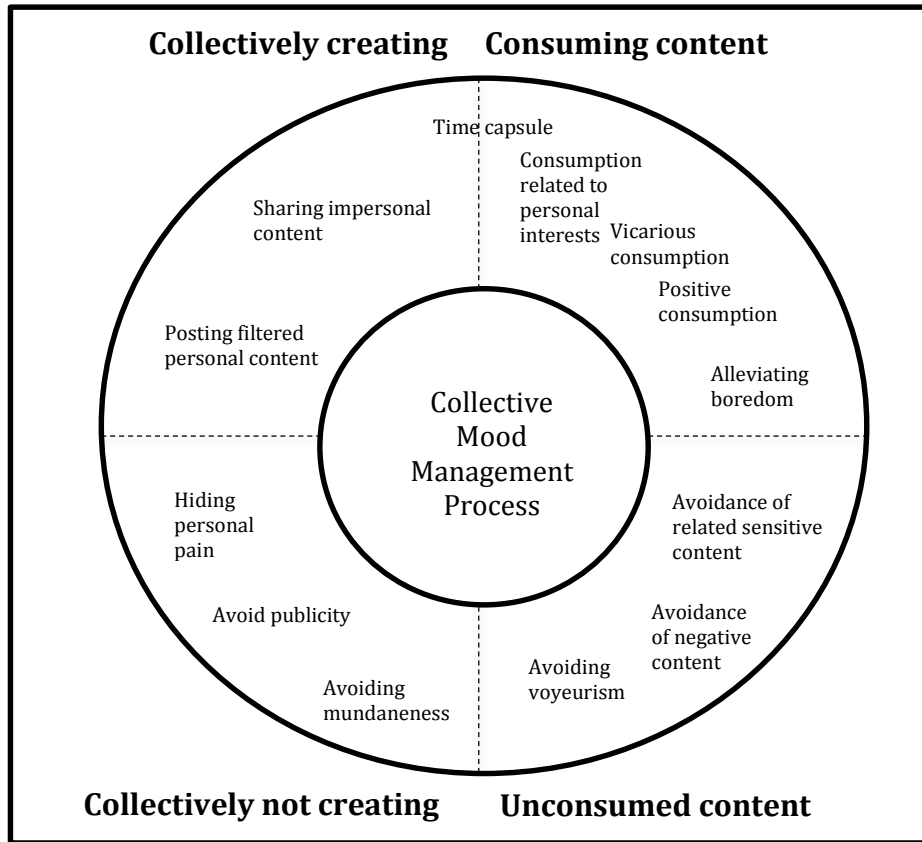 Collectively creating
Consuming content
Time capsule
Consumption
related to
personal
interests
Vicarious
consumption
Sharing impersonal
content
Positive
consumption
Posting filtered
personal content
Alleviating
boredom
Collective
Mood
Management
Process
Hiding
personal
pain
Avoidance of
related sensitive
content
Avoid publicity
Avoidance
of negative
content
Avoiding
voyeurism
Avoiding
mundaneness
Collectively not creating
Unconsumed content